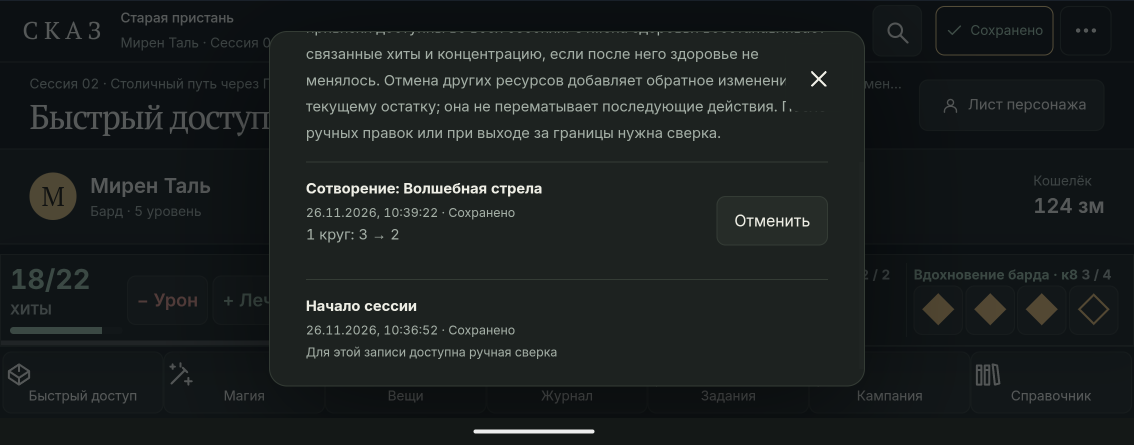 СКАЗ
Старая пристань
Мирен Таль · Сессия 0
Сохранено
Сессия 02 · Столичный путь через Г
мен...
Быстрый доступ
Лист персонажа
связанные хиты и концентрацию, если после него здоровье не
менялось. Отмена других ресурсов добавляет обратное изменени
текущему остатку; она не перематывает последующие действия.
ручных правок или при выходе за границы нужна сверка.
М
Мирен Таль
Бард · 5 уровень
Кошелёк
124 зм
Сотворение: Волшебная стрела
26.11.2026, 10:39:22 · Сохранено
1 круг: 3 → 2
Отменить
18/22
хиты
− Урон
+ Леч
2 / 2
Вдохновение барда · к8 3 / 4
Начало сессии
26.11.2026, 10:36:52 · Сохранено
Для этой записи доступна ручная сверка
Быстрый доступ
Магия
Вещи
Журнал
Задания
Кампания
Справочник